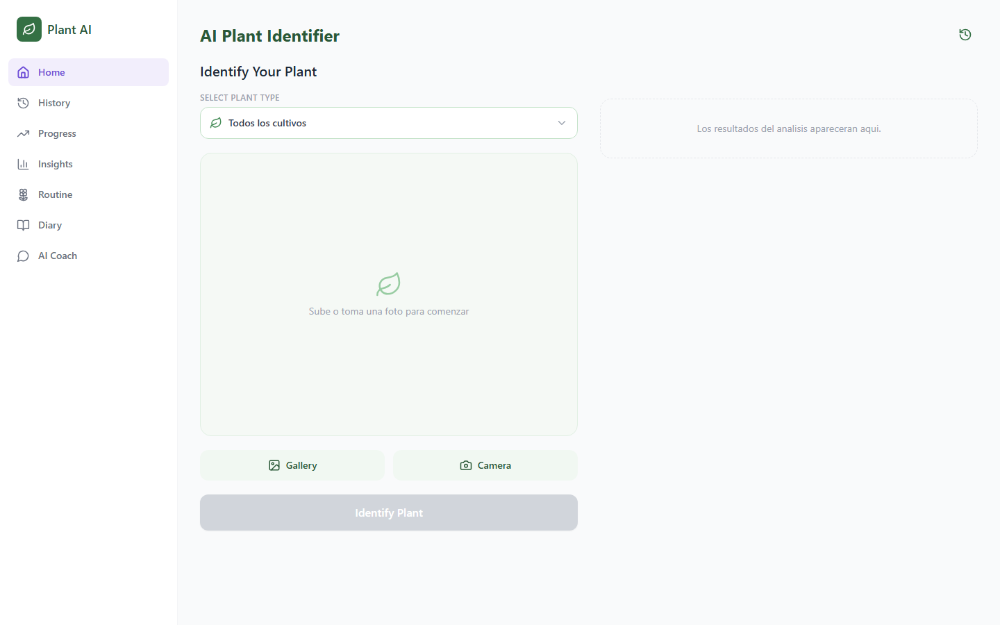 Plant AI
Home
History
Progress
Insights
Routine
Diary
AI Coach
AI Plant Identifier
Identify Your Plant
SELECT PLANT TYPE
Todos los cultivos
Sube o toma una foto para comenzar
Gallery
Camera
Identify Plant
Los resultados del analisis apareceran aqui.